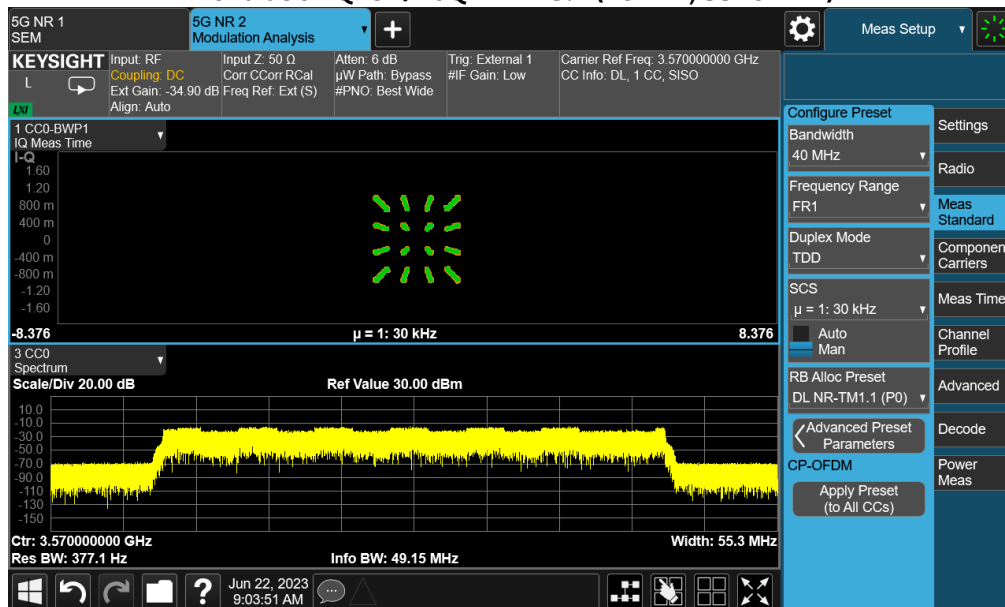 5G NR 1
SEM
5G NR 2
Modulation Analysis
Meas Setup
KEYSIGHT
L
LXI
Input: RF
Coupling: DC
Ext Gain: -34.90 dB
Align: Auto
Input Z: 50 Ω
Corr CCorr RCal
Freq Ref: Ext (S)
Atten: 6 dB
µW Path: Bypass
#PNO: Best Wide
Trig: External 1
#IF Gain: Low
Carrier Ref Freq: 3.570000000 GHz
CC Info: DL, 1 CC, SISO
1 CC0-BWP1
IQ Meas Time
I-Q
1.60
1.20
800 m
400 m
0
-400 m
-800 m
-1.20
-1.60
-8.376
µ = 1: 30 kHz
8.376
3 CC0
Spectrum
Scale/Div 20.00 dB
Ref Value 30.00 dBm
10.0
-10.0
-30.0
-50.0
-70.0
-90.0
-110
-130
-150
Ctr: 3.570000000 GHz
Width: 55.3 MHz
Res BW: 377.1 Hz
Info BW: 49.15 MHz
Configure Preset
Bandwidth
40 MHz
Frequency Range
FR1
Duplex Mode
TDD
SCS
µ = 1: 30 kHz
Auto
Man
RB Alloc Preset
DL NR-TM1.1 (P0)
Advanced Preset
Parameters
CP-OFDM
Apply Preset
(to All CCs)
Settings
Radio
Meas
Standard
Componen
Carriers
Meas Time
Channel
Profile
Advanced
Decode
Power
Meas
?
Jun 22, 2023
9:03:51 AM